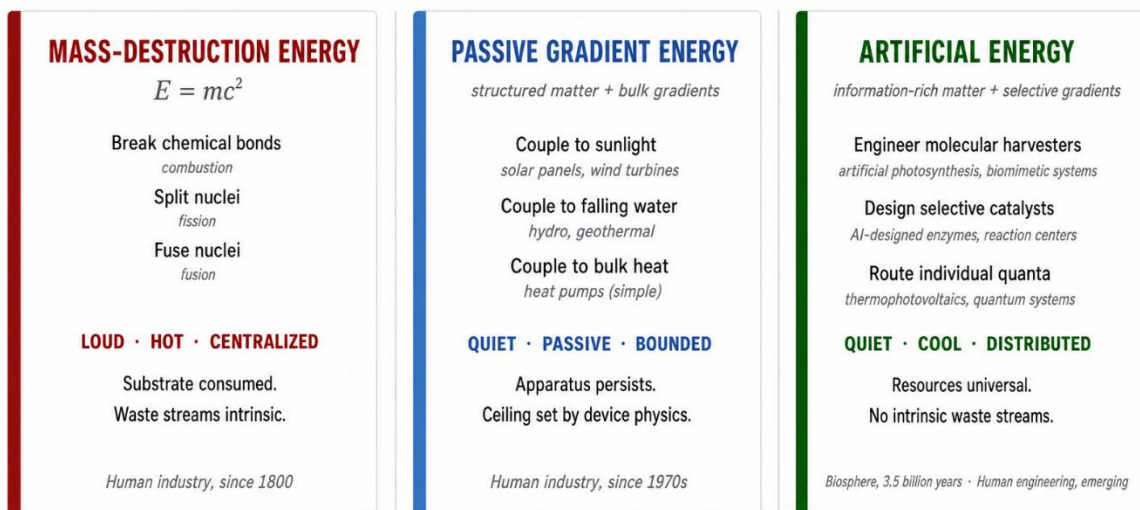 MASS-DESTRUCTION ENERGY
E = mc²
Break chemical bonds
combustion
Split nuclei
fission
Fuse nuclei
fusion
LOUD · HOT · CENTRALIZED
Substrate consumed.
Waste streams intrinsic.
Human industry, since 1800
PASSIVE GRADIENT ENERGY
structured matter + bulk gradients
Couple to sunlight
solar panels, wind turbines
Couple to falling water
hydro, geothermal
Couple to bulk heat
heat pumps (simple)
QUIET · PASSIVE · BOUNDED
Apparatus persists.
Ceiling set by device physics.
Human industry, since 1970s
ARTIFICIAL ENERGY
information-rich matter + selective gradients
Engineer molecular harvesters
artificial photosynthesis, biomimetic systems
Design selective catalysts
AI-designed enzymes, reaction centers
Route individual quanta
thermophotovoltaics, quantum systems
QUIET · COOL · DISTRIBUTED
Resources universal.
No intrinsic waste streams.
Biosphere, 3.5 billion years · Human engineering, emerging